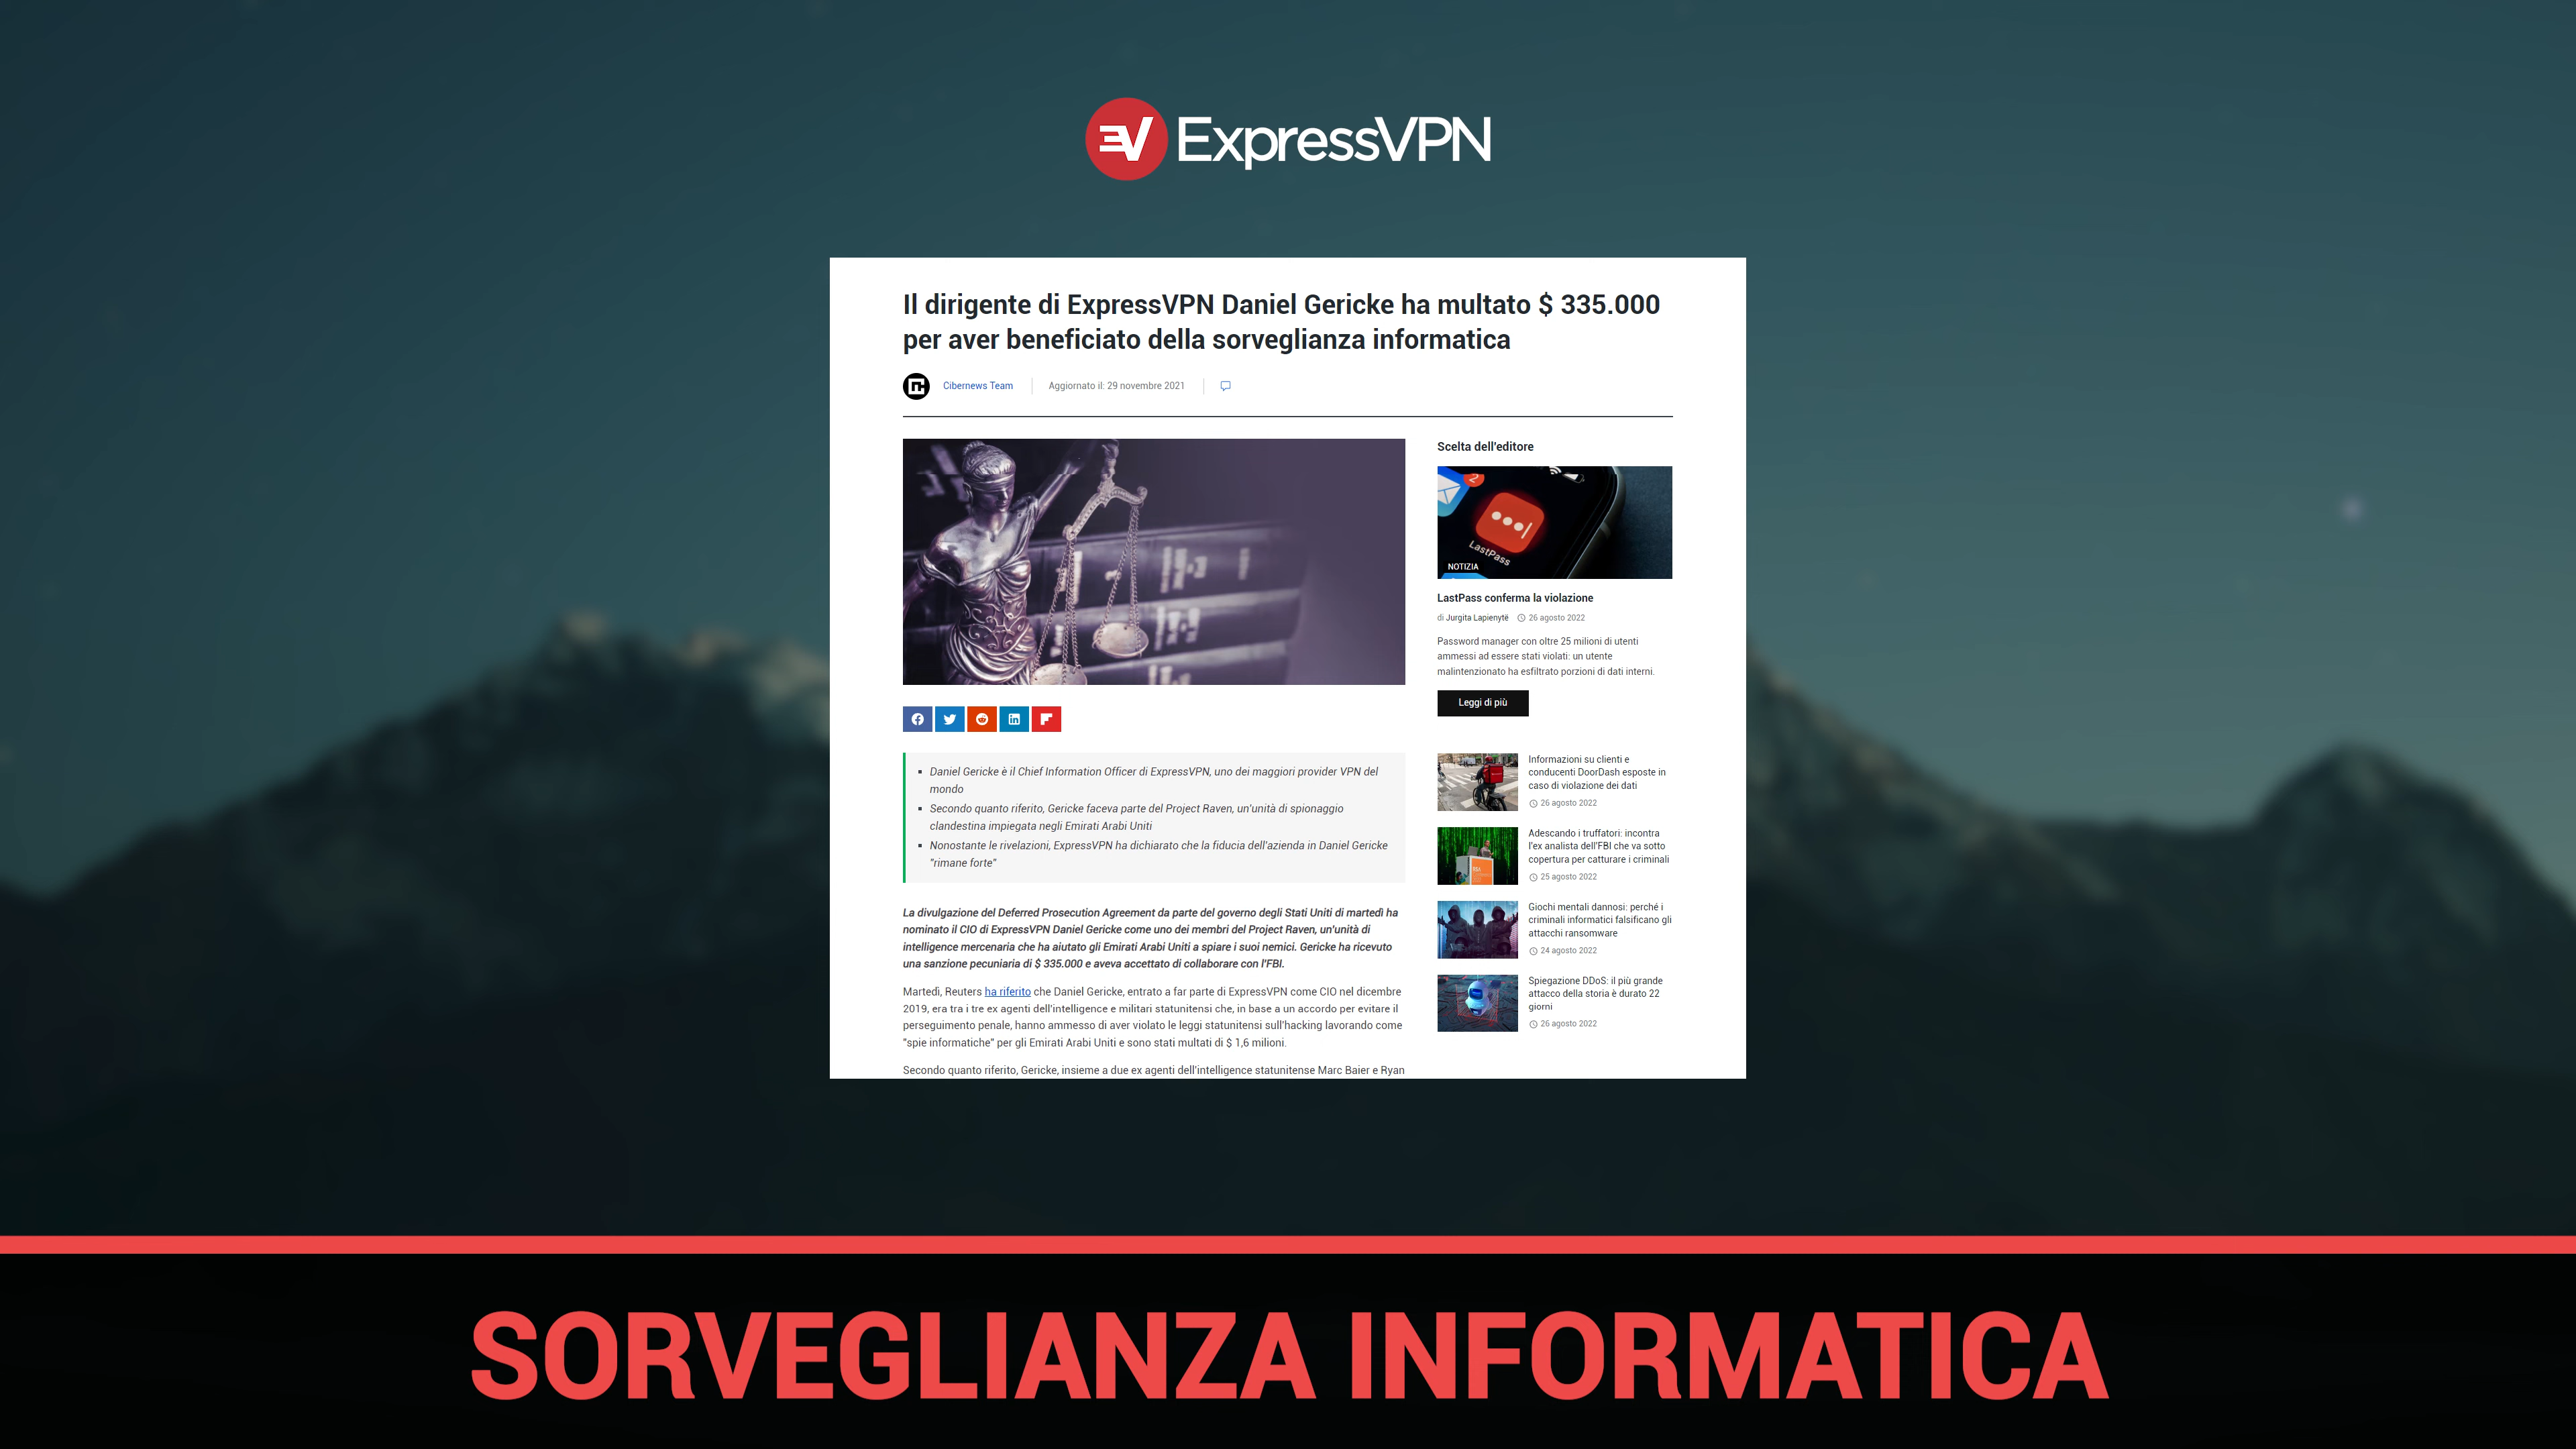 ExpressVPN
Il dirigente di ExpressVPN Daniel Gericke ha multato $ 335.000
per aver beneficiato della sorveglianza informatica
Cibernews Team
Aggiornato il: 29 novembre 2021
Scelta dell'editore
2
LastPass
NOTIZIA
LastPass conferma la violazione
di Jurgita Lapienytė
26 agosto 2022
Password manager con oltre 25 milioni di utenti
ammessi ad essere stati violati: un utente
malintenzionato ha esfiltrato porzioni di dati interni.
Leggi di più
Daniel Gericke è il Chief Information Officer di ExpressVPN, uno dei maggiori provider VPN del
mondo
Secondo quanto riferito, Gericke faceva parte del Project Raven, un'unità di spionaggio
clandestina impiegata negli Emirati Arabi Uniti
Nonostante le rivelazioni, ExpressVPN ha dichiarato che la fiducia dell'azienda in Daniel Gericke
"rimane forte"
La divulgazione del Deferred Prosecution Agreement da parte del governo degli Stati Uniti di martedì ha
nominato il CIO di ExpressVPN Daniel Gericke come uno dei membri del Project Raven, un'unità di
intelligence mercenaria che ha aiutato gli Emirati Arabi Uniti a spiare i suoi nemici. Gericke ha ricevuto
una sanzione pecuniaria di $ 335.000 e aveva accettato di collaborare con l'FBI.
Martedì, Reuters ha riferito che Daniel Gericke, entrato a far parte di ExpressVPN come CIO nel dicembre
2019, era tra i tre ex agenti dell'intelligence e militari statunitensi che, in base a un accordo per evitare il
perseguimento penale, hanno ammesso di aver violato le leggi statunitensi sull'hacking lavorando come
"spie informatiche" per gli Emirati Arabi Uniti e sono stati multati di $ 1,6 milioni.
Secondo quanto riferito, Gericke, insieme a due ex agenti dell'intelligence statunitense Marc Baier e Ryan
Informazioni su clienti e
conducenti DoorDash esposte in
caso di violazione dei dati
26 agosto 2022
Adescando i truffatori: incontra
l'ex analista dell'FBI che va sotto
copertura per catturare i criminali
25 agosto 2022
Giochi mentali dannosi: perché i
criminali informatici falsificano gli
attacchi ransomware
24 agosto 2022
Spiegazione DDoS: il più grande
attacco della storia è durato 22
giorni
26 agosto 2022
SORVEGLIANZA INFORMATICA